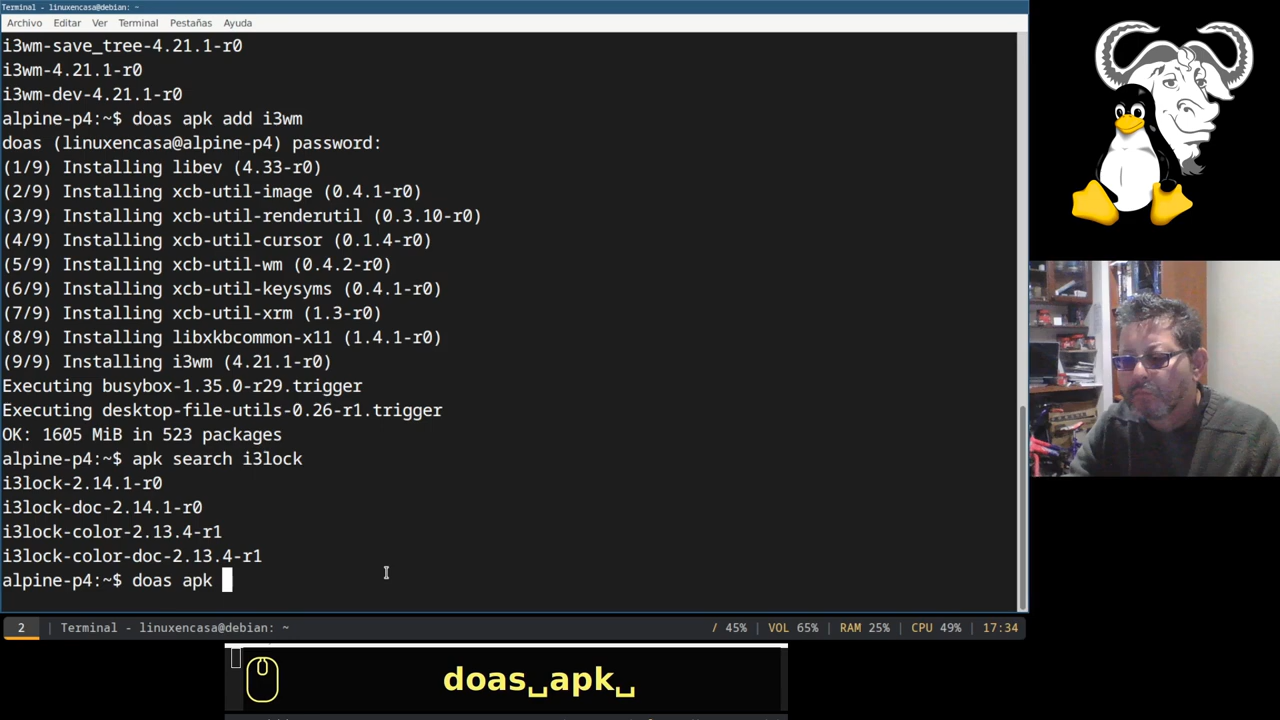 Terminal - linuxencasa@debian: ~
Archivo Editar Ver Terminal Pestañas Ayuda
i3wm-save_tree-4.21.1-r0
i3wm-4.21.1-r0
i3wm-dev-4.21.1-r0
alpine-p4:~$ doas apk add i3wm
doas (linuxencasa@alpine-p4) password:
(1/9) Installing libev (4.33-r0)
(2/9) Installing xcb-util-image (0.4.1-r0)
(3/9) Installing xcb-util-renderutil (0.3.10-r0)
(4/9) Installing xcb-util-cursor (0.1.4-r0)
(5/9) Installing xcb-util-wm (0.4.2-r0)
(6/9) Installing xcb-util-keysyms (0.4.1-r0)
(7/9) Installing xcb-util-xrm (1.3-r0)
(8/9) Installing libxkbcommon-x11 (1.4.1-r0)
(9/9) Installing i3wm (4.21.1-r0)
Executing busybox-1.35.0-r29.trigger
Executing desktop-file-utils-0.26-r1.trigger
OK: 1605 MiB in 523 packages
alpine-p4:~$ apk search i3lock
i3lock-2.14.1-r0
i3lock-doc-2.14.1-r0
i3lock-color-2.13.4-r1
i3lock-color-doc-2.13.4-r1
alpine-p4:~$ doas apk
2 | Terminal - linuxencasa@debian: ~ / 45% | VOL 65% | RAM 25% | CPU 49% | 17:34
doas␣apk␣